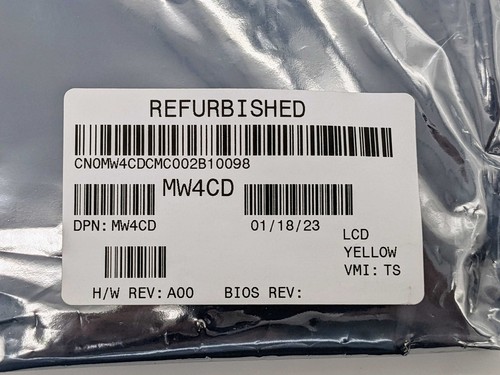 REFURBISHED
CN0MW4CDCMC002B10098
MW4CD
DPN: MW4CD
01/18/23
LCD
YELLOW
VMI: TS
H/W REV: A00 BIOS REV: